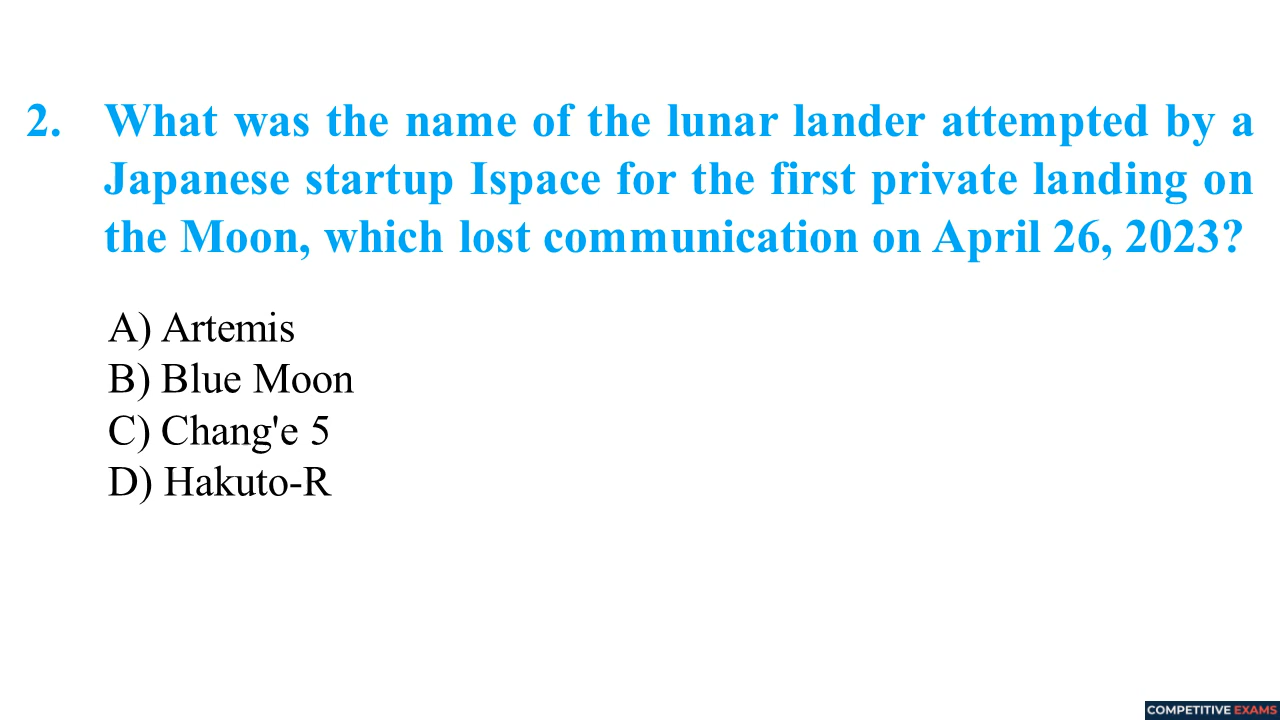 2. What was the name of the lunar lander attempted by a
Japanese startup Ispace for the first private landing on
the Moon, which lost communication on April 26, 2023?
A) Artemis
B) Blue Moon
C) Chang'e 5
D) Hakuto-R
COMPETITIVE EXAMS